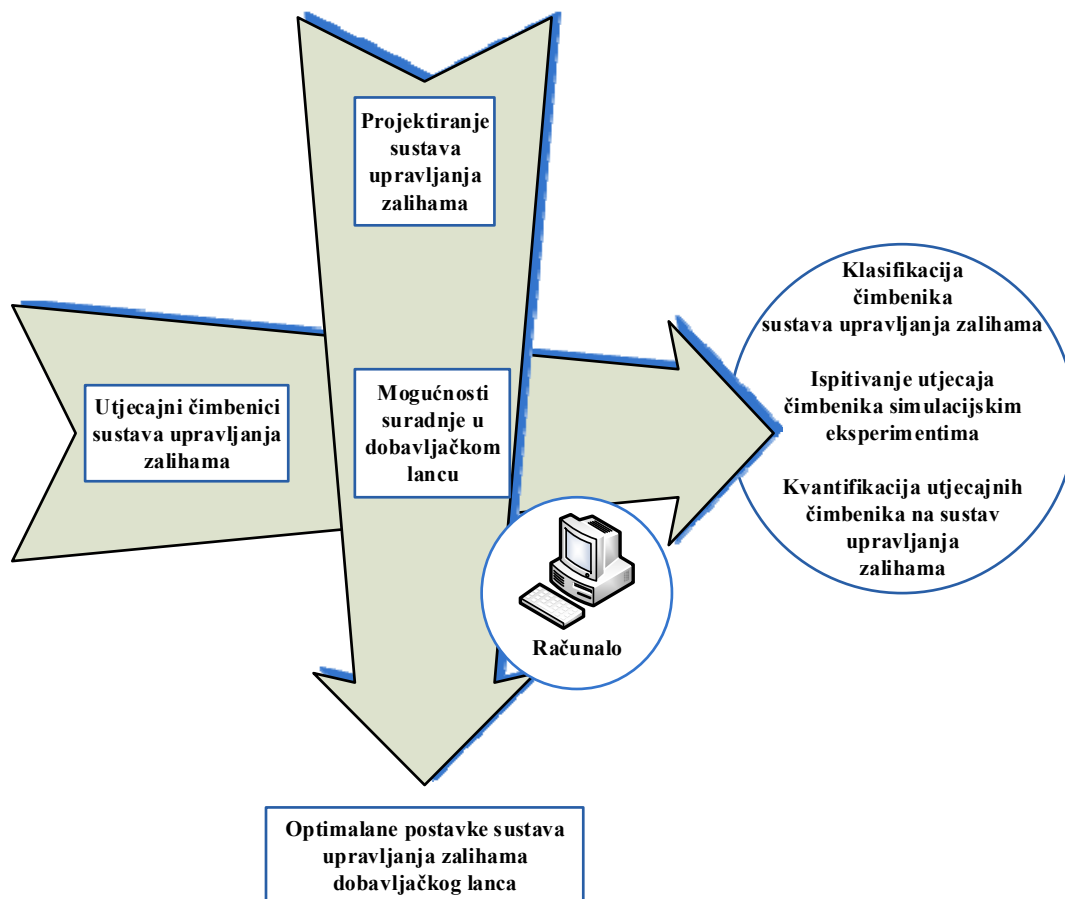 Projektiranje
sustava
upravljanja
zalihama
Utjecajni čimbenici
sustava upravljanja
zalihama
Mogućnosti
suradnje u
dobavljačkom
lancu
Klasifikacija
čimbenika
sustava upravljanja zalihama
Ispitivanje utjecaja
čimbenika simulacijskim
eksperimentima
Kvantifikacija utjecajnih
čimbenika na sustav
upravljanja
zalihama
Računalo
Optimalane postavke sustava
upravljanja zalihama
dobavljačkog lanca